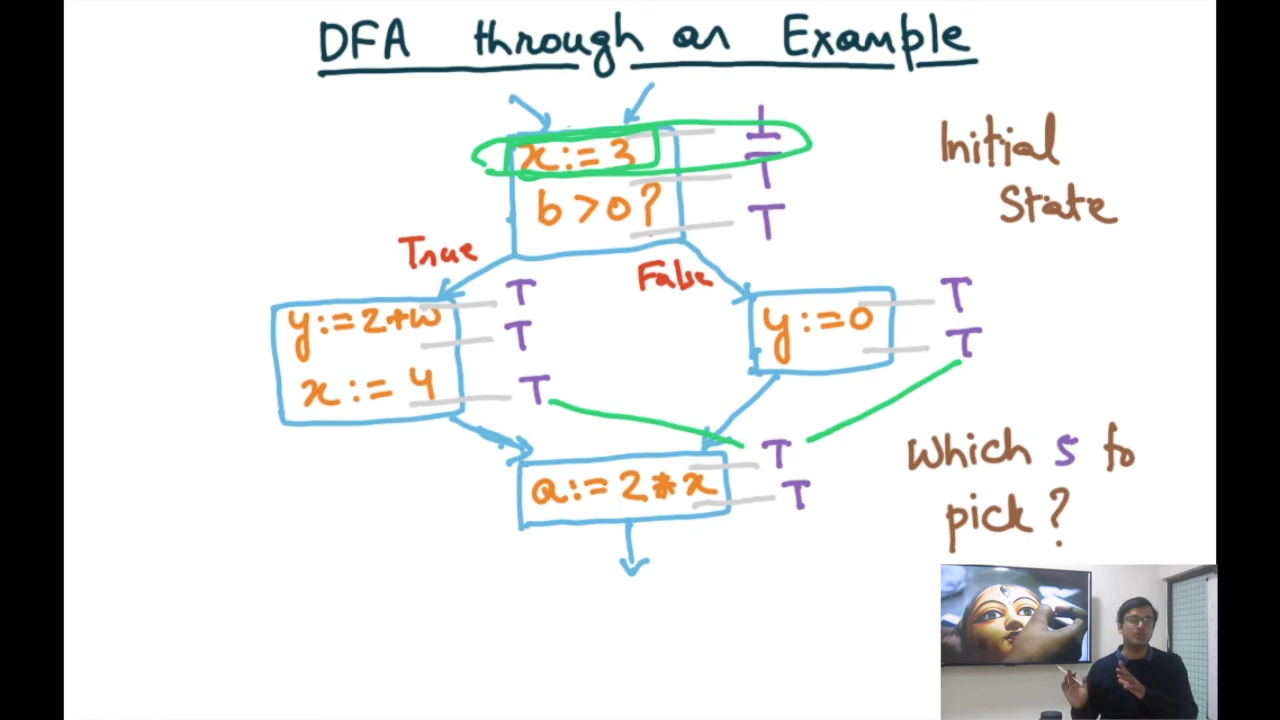 DFA through an Example
⊥
x := 3
T
b > 0 ?
T
Initial
State
True
False
T
y := z + w
T
x := 4
T
T
y := 0
T
T
a := 2 * x
T
Which s to
pick ?